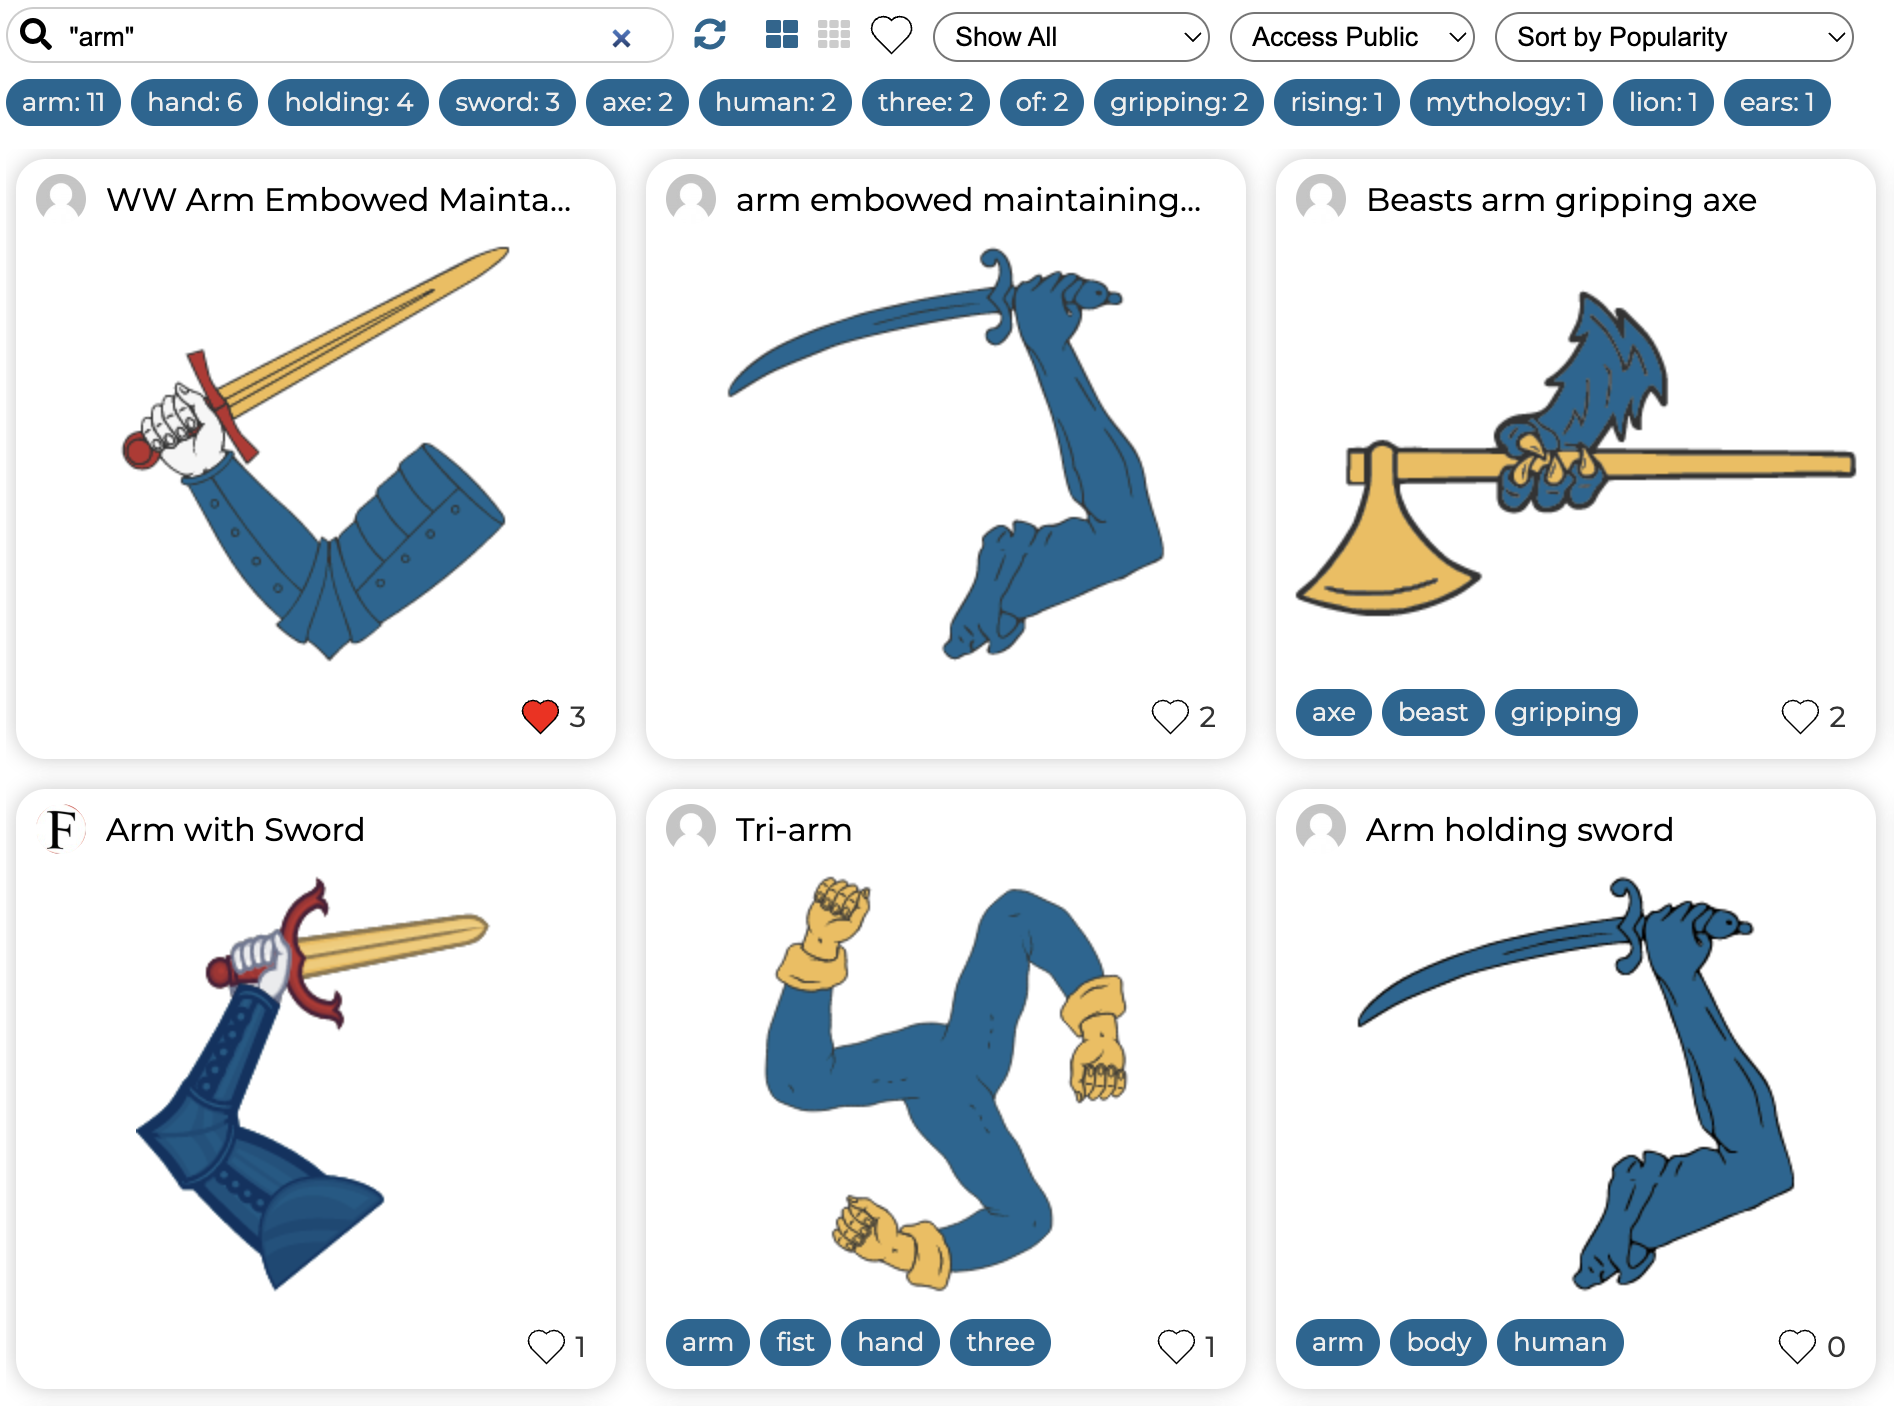 "arm" Show All Access Public Sort by Popularity
arm: 11 hand: 6 holding: 4 sword: 3 axe: 2 human: 2 three: 2 of: 2 gripping: 2 rising: 1 mythology: 1 lion: 1 ears: 1
WW Arm Embowed Mainta...
3
arm embowed maintaining...
2
Beasts arm gripping axe
axe beast gripping 2
F Arm with Sword
1
Tri-arm
arm fist hand three 1
Arm holding sword
arm body human 0